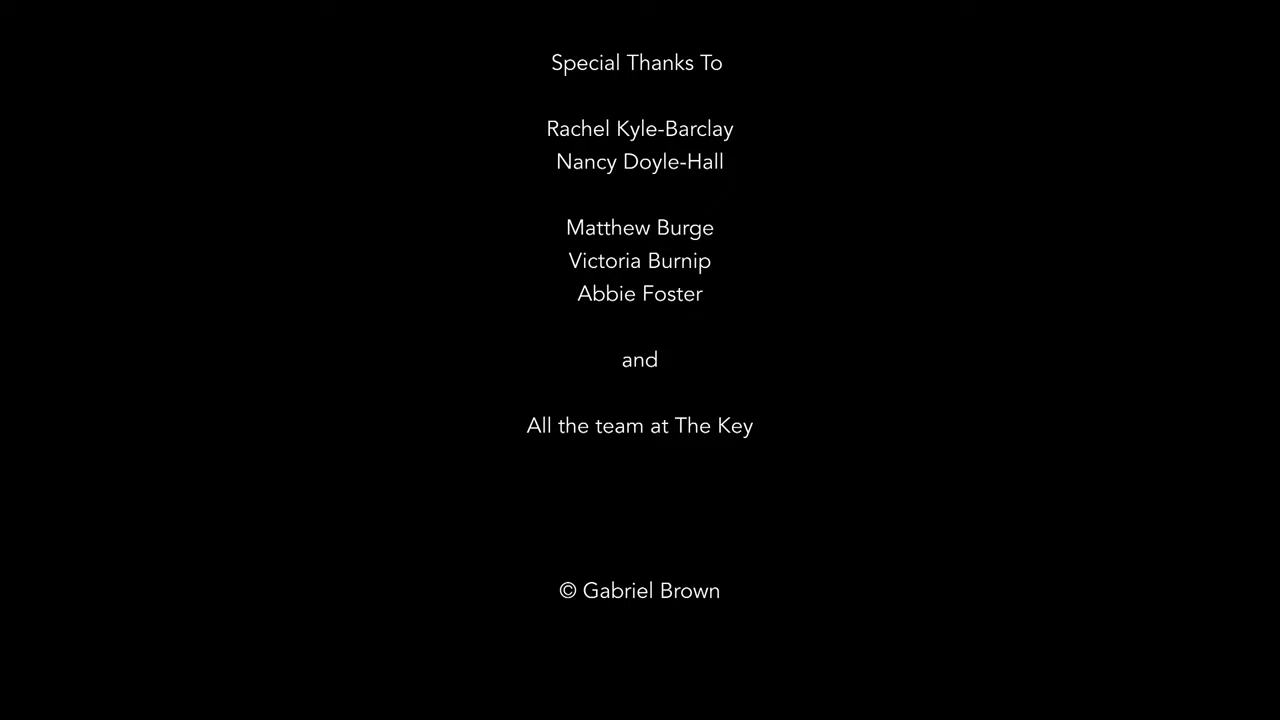 Special Thanks To
Rachel Kyle-Barclay
Nancy Doyle-Hall
Matthew Burge
Victoria Burnip
Abbie Foster
and
All the team at The Key
© Gabriel Brown